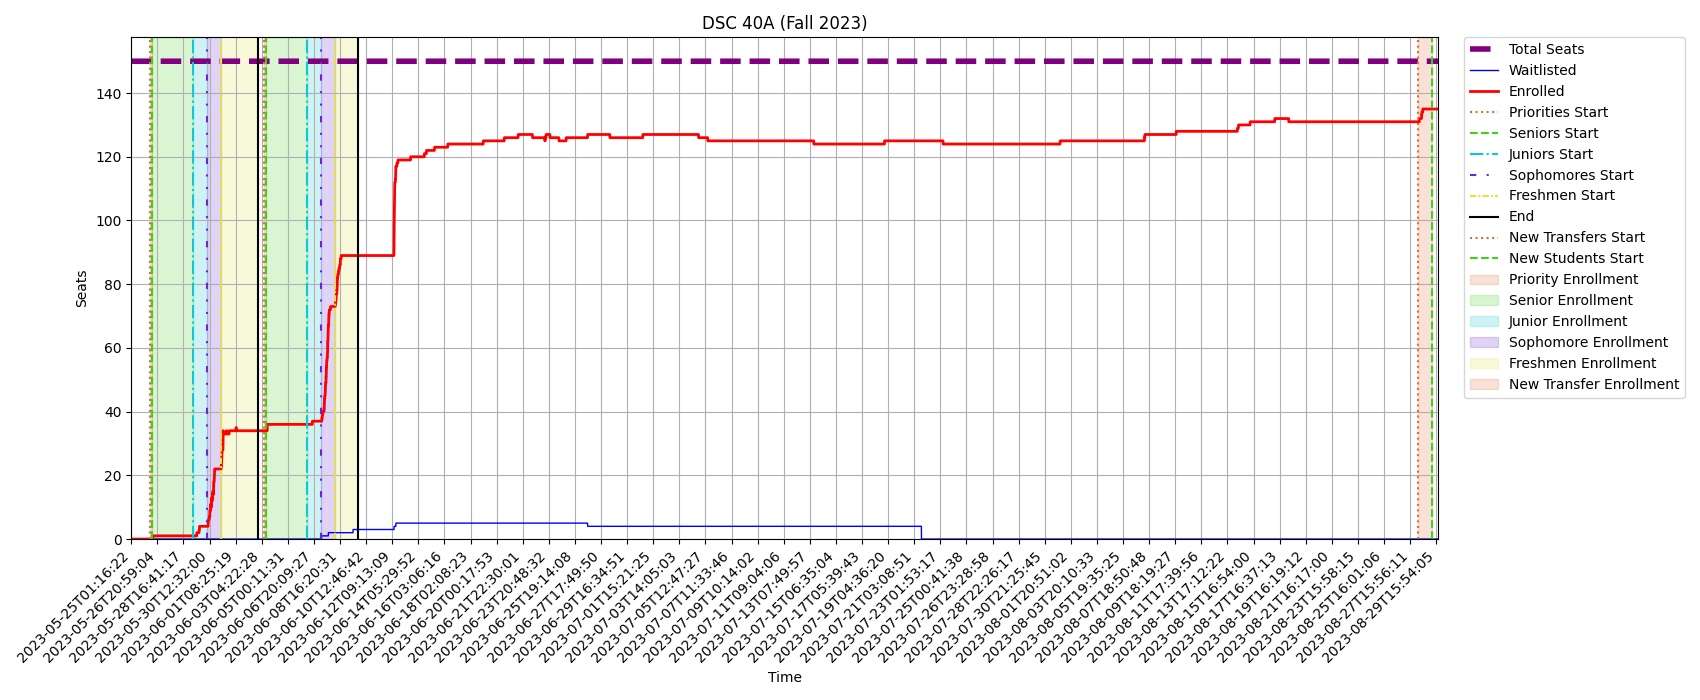 DSC 40A (Fall 2023)
Seats
140
120
100
80
60
40
20
0
2023-05-25T01:16:22
2023-05-26T20:59:04
2023-05-28T16:41:17
2023-05-30T12:32:00
2023-06-01T08:25:19
2023-06-03T04:22:28
2023-06-05T00:11:31
2023-06-06T20:09:27
2023-06-08T16:20:31
2023-06-10T12:46:42
2023-06-12T09:13:09
2023-06-14T05:29:52
2023-06-16T03:06:16
2023-06-18T02:08:23
2023-06-20T00:17:53
2023-06-21T22:30:01
2023-06-23T20:48:32
2023-06-25T19:14:08
2023-06-27T17:49:50
2023-06-29T16:34:51
2023-07-01T15:21:25
2023-07-03T14:05:03
2023-07-05T12:47:27
2023-07-07T11:33:46
2023-07-09T10:14:02
2023-07-11T09:04:06
2023-07-13T07:49:57
2023-07-15T06:35:04
2023-07-17T05:39:43
2023-07-19T04:36:20
2023-07-21T03:08:51
2023-07-23T01:53:17
2023-07-25T00:41:38
2023-07-26T23:28:58
2023-07-28T22:26:17
2023-07-30T21:25:45
2023-08-01T20:51:02
2023-08-03T20:10:33
2023-08-05T19:35:25
2023-08-07T18:50:48
2023-08-09T18:19:27
2023-08-11T17:39:56
2023-08-13T17:12:22
2023-08-15T16:54:00
2023-08-17T16:37:13
2023-08-19T16:19:12
2023-08-21T16:17:00
2023-08-23T15:58:15
2023-08-25T16:01:06
2023-08-27T15:56:11
2023-08-29T15:54:05
Time
Total Seats
Waitlisted
Enrolled
Priorities Start
Seniors Start
Juniors Start
Sophomores Start
Freshmen Start
End
New Transfers Start
New Students Start
Priority Enrollment
Senior Enrollment
Junior Enrollment
Sophomore Enrollment
Freshmen Enrollment
New Transfer Enrollment